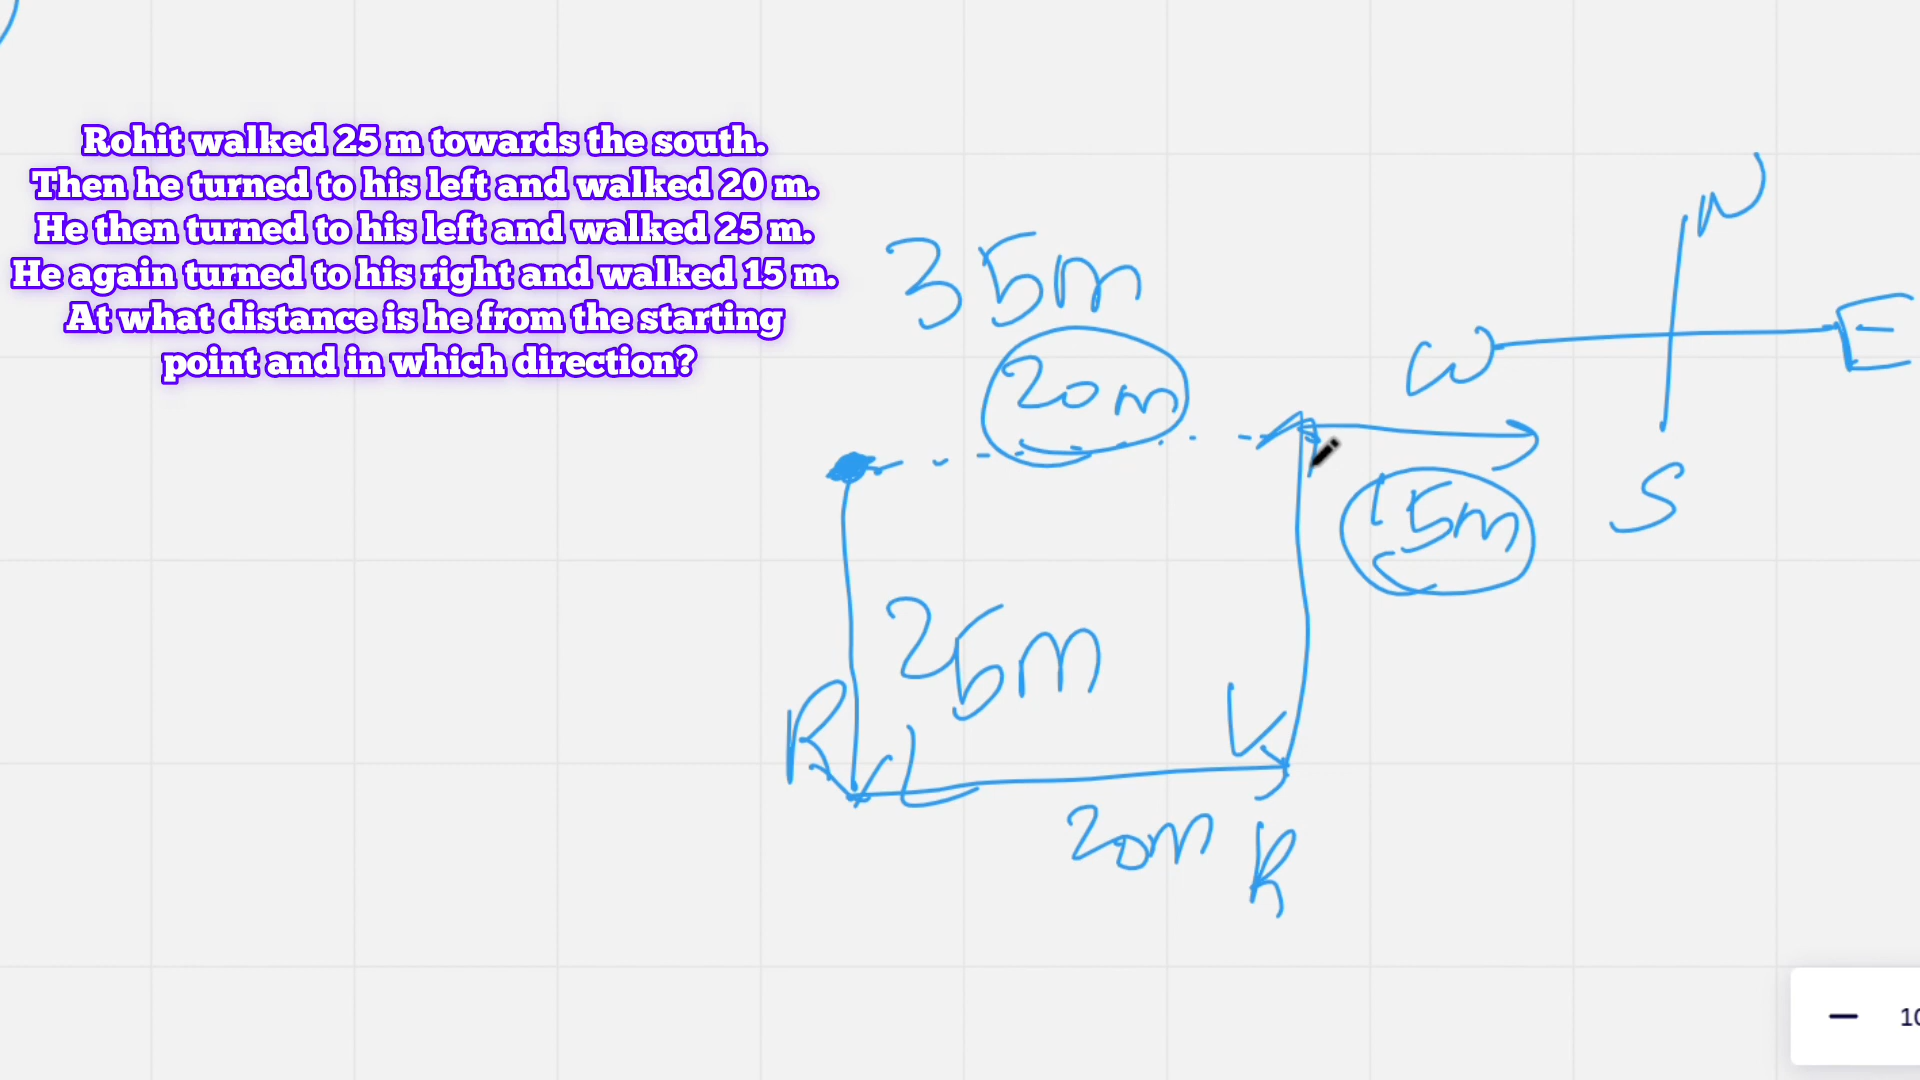 Rohit walked 25 m towards the south.
Then he turned to his left and walked 20 m.
He then turned to his left and walked 25 m.
He again turned to his right and walked 15 m.
At what distance is he from the starting
point and in which direction?
35m
20m
N
W
E
S
15m
25m
R
L
L
20m
R
10